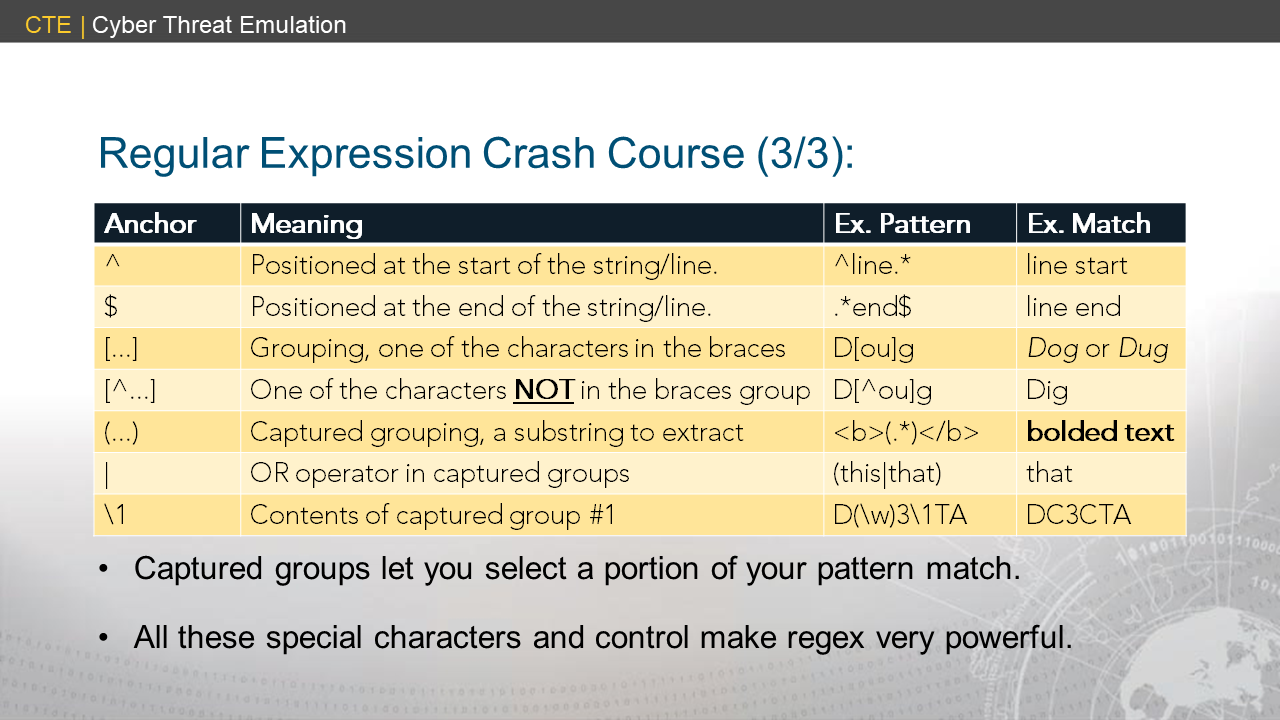 CTE | Cyber Threat Emulation
Regular Expression Crash Course (3/3):
Anchor Meaning Ex. Pattern Ex. Match
^ Positioned at the start of the string/line. ^line.* line start
$ Positioned at the end of the string/line. .*end$ line end
[...] Grouping, one of the characters in the braces D[ou]g Dog or Dug
[^...] One of the characters NOT in the braces group D[^ou]g Dig
(...) Captured grouping, a substring to extract <b>(.*)</b> bolded text
| OR operator in captured groups (this|that) that
\1 Contents of captured group #1 D(\w)3\1TA DC3CTA
• Captured groups let you select a portion of your pattern match.
• All these special characters and control make regex very powerful.